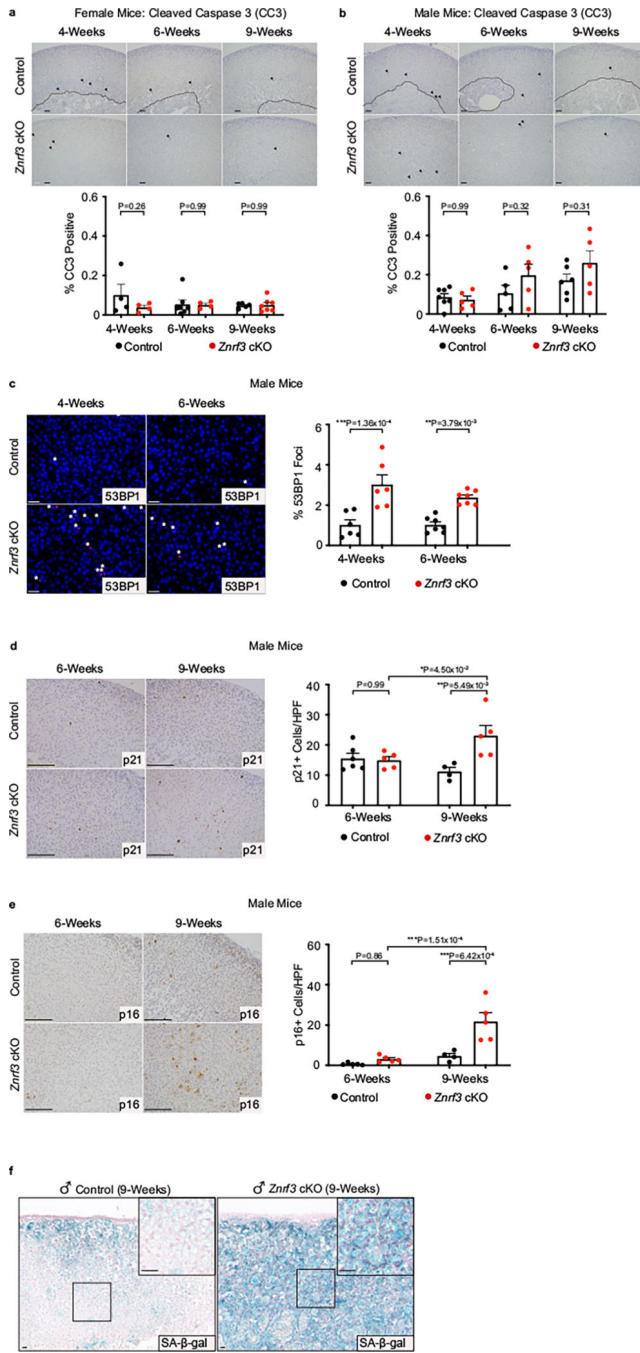 a
Female Mice: Cleaved Caspase 3 (CC3)
4-Weeks 6-Weeks 9-Weeks
Control
Znrf3 cKO
% CC3 Positive
0.6
0.4
0.2
0.0
P=0.26 P=0.99 P=0.99
4-Weeks 6-Weeks 9-Weeks
Control Znrf3 cKO
b
Male Mice: Cleaved Caspase 3 (CC3)
4-Weeks 6-Weeks 9-Weeks
Control
Znrf3 cKO
% CC3 Positive
0.6
0.4
0.2
0.0
P=0.99 P=0.32 P=0.31
4-Weeks 6-Weeks 9-Weeks
Control Znrf3 cKO
c
Male Mice
4-Weeks 6-Weeks
Control
53BP1 53BP1
Znrf3 cKO
53BP1 53BP1
% 53BP1 Foci
6
4
2
0
***P=1.36x10⁻⁴ **P=3.79x10⁻³
4-Weeks 6-Weeks
Control Znrf3 cKO
d
Male Mice
6-Weeks 9-Weeks
Control
p21 p21
Znrf3 cKO
p21 p21
p21+ Cells/HPF
40
30
20
10
0
*P=4.50x10⁻²
P=0.99 **P=5.49x10⁻³
6-Weeks 9-Weeks
Control Znrf3 cKO
e
Male Mice
6-Weeks 9-Weeks
Control
p16 p16
Znrf3 cKO
p16 p16
p16+ Cells/HPF
60
40
20
0
***P=1.51x10⁻⁴
P=0.86 ***P=6.42x10⁻⁴
6-Weeks 9-Weeks
Control Znrf3 cKO
f
♂ Control (9-Weeks) ♂ Znrf3 cKO (9-Weeks)
SA-β-gal SA-β-gal